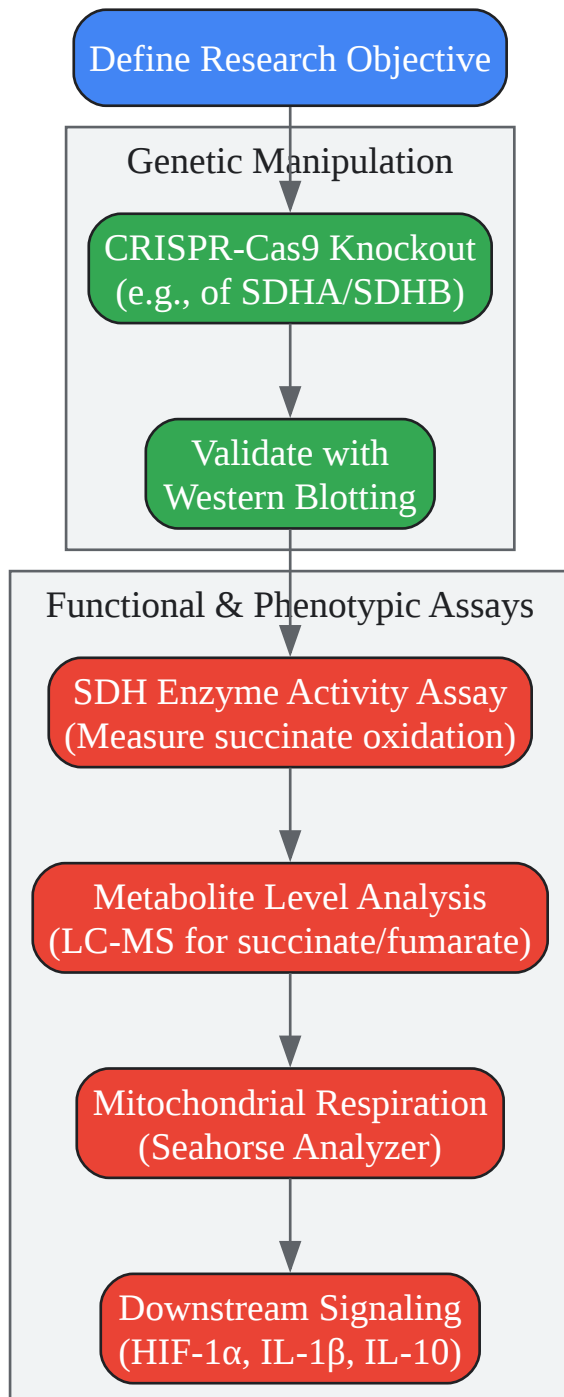 Define Research Objective
Genetic Manipulation
CRISPR-Cas9 Knockout
(e.g., of SDHA/SDHB)
Validate with
Western Blotting
Functional & Phenotypic Assays
SDH Enzyme Activity Assay
(Measure succinate oxidation)
Metabolite Level Analysis
(LC-MS for succinate/fumarate)
Mitochondrial Respiration
(Seahorse Analyzer)
Downstream Signaling
(HIF-1α, IL-1β, IL-10)